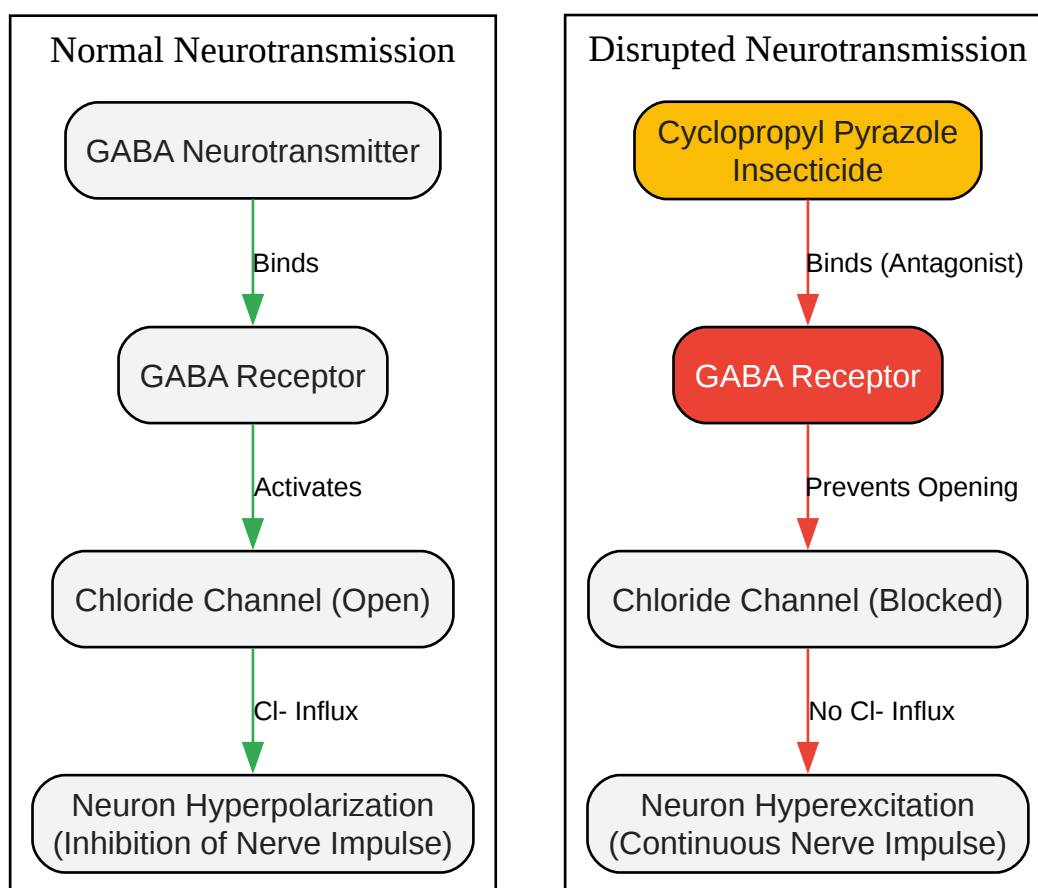 Normal Neurotransmission
GABA Neurotransmitter
Binds
GABA Receptor
Activates
Chloride Channel (Open)
Cl- Influx
Neuron Hyperpolarization
(Inhibition of Nerve Impulse)
Disrupted Neurotransmission
Cyclopropyl Pyrazole
Insecticide
Binds (Antagonist)
GABA Receptor
Prevents Opening
Chloride Channel (Blocked)
No Cl- Influx
Neuron Hyperexcitation
(Continuous Nerve Impulse)